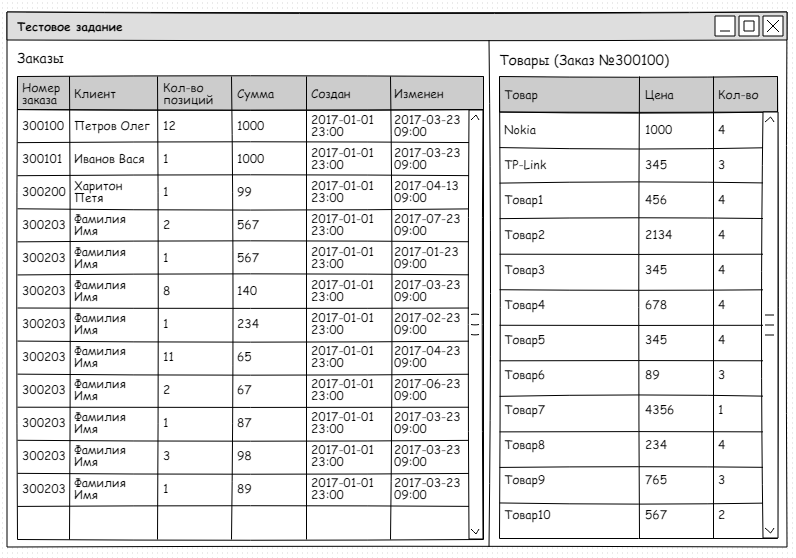 Тестовое задание
Заказы
Номер заказа Клиент Кол-во позиций Сумма Создан Изменен
300100 Петров Олег 12 1000 2017-01-01 23:00 2017-03-23 09:00
300101 Иванов Вася 1 1000 2017-01-01 23:00 2017-03-23 09:00
300200 Харитон Петя 1 99 2017-01-01 23:00 2017-04-13 09:00
300203 Фамилия Имя 2 567 2017-01-01 23:00 2017-07-23 09:00
300203 Фамилия Имя 1 567 2017-01-01 23:00 2017-01-23 09:00
300203 Фамилия Имя 8 140 2017-01-01 23:00 2017-03-23 09:00
300203 Фамилия Имя 1 234 2017-01-01 23:00 2017-02-23 09:00
300203 Фамилия Имя 11 65 2017-01-01 23:00 2017-04-23 09:00
300203 Фамилия Имя 2 67 2017-01-01 23:00 2017-06-23 09:00
300203 Фамилия Имя 1 87 2017-01-01 23:00 2017-03-23 09:00
300203 Фамилия Имя 3 98 2017-01-01 23:00 2017-03-23 09:00
300203 Фамилия Имя 1 89 2017-01-01 23:00 2017-03-23 09:00
Товары (Заказ №300100)
Товар Цена Кол-во
Nokia 1000 4
TP-Link 345 3
Товар1 456 4
Товар2 2134 4
Товар3 345 4
Товар4 678 4
Товар5 345 4
Товар6 89 3
Товар7 4356 1
Товар8 234 4
Товар9 765 3
Товар10 567 2